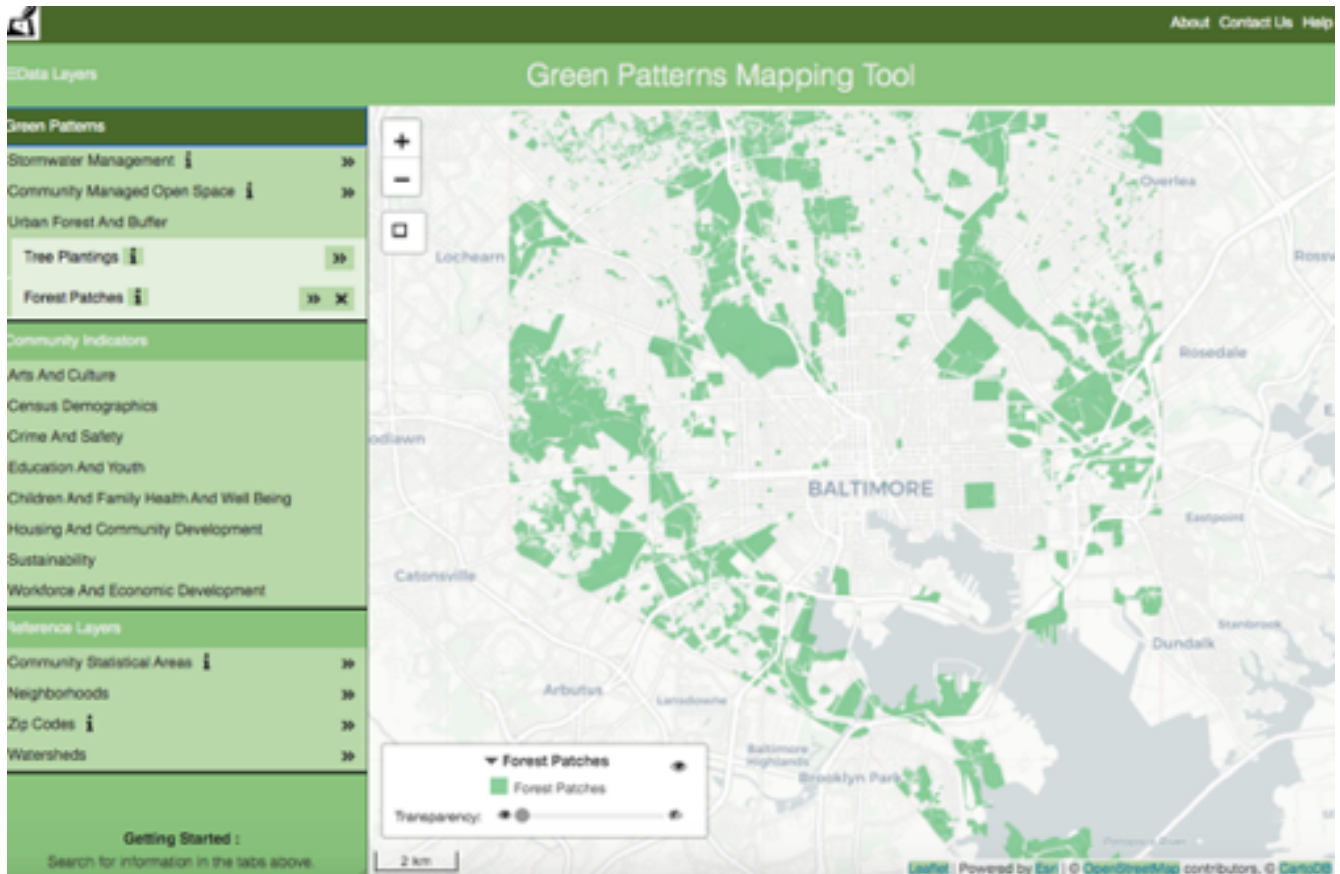 About Contact Us Help
Data Layers
Green Patterns Mapping Tool
Green Patterns
Stormwater Management i »
Community Managed Open Space i »
Urban Forest And Buffer
Tree Plantings i »
Forest Patches i » ×
Community Indicators
Arts And Culture
Census Demographics
Crime And Safety
Education And Youth
Children And Family Health And Well Being
Housing And Community Development
Sustainability
Workforce And Economic Development
Reference Layers
Community Statistical Areas i »
Neighborhoods »
Zip Codes i »
Watersheds »
Getting Started :
Search for information in the tabs above.
+
−
Overlea
Lochearn
Rossv
Rosedale
odlawn
BALTIMORE
Eastpoint
Catonsville
Stanbrook
Dundalk
Arbutus
Lansdowne
Baltimore
Highlands
Brooklyn Park
Forest Patches
Forest Patches
Transparency:
2 km
Leaflet | Powered by Esri | © OpenStreetMap contributors, © CartoDB